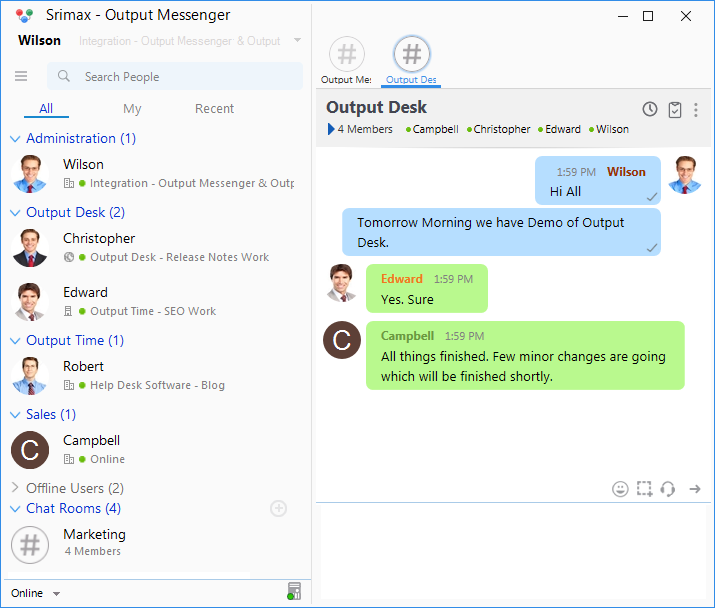 Srimax - Output Messenger
Wilson Integration - Output Messenger & Output
Search People
All My Recent
Administration (1)
Wilson
Integration - Output Messenger & Outp
Output Desk (2)
Christopher
Output Desk - Release Notes Work
Edward
Output Time - SEO Work
Output Time (1)
Robert
Help Desk Software - Blog
Sales (1)
C
Campbell
Online
Offline Users (2)
Chat Rooms (4)
#
Marketing
4 Members
Online
# #
Output Me: Output Des
Output Desk
4 Members Campbell Christopher Edward Wilson
1:59 PM Wilson
Hi All
Tomorrow Morning we have Demo of Output
Desk.
Edward 1:59 PM
Yes. Sure
C
Campbell 1:59 PM
All things finished. Few minor changes are going
which will be finished shortly.